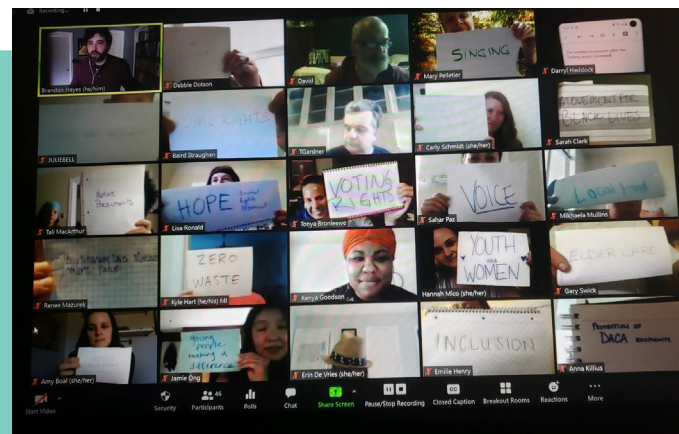 Recording...
Brandon Hayes (he/him)
Debbie Dotson
David
SINGING
Mary Pelletier
Darryl Haddock
JULIEBELL
CIVIL RIGHTS
Baird Straughan
TGardner
Carly Schmidt (she/her)
MOVEMENT FOR
BLACK LIVES
Sarah Clark
Nature
Preschools
Tali MacArthur
HOPE
Lisa Ronald
VOTING
RIGHTS
Tonya Bronleewe
VOICE
Sahar Paz
Local food
Mikhaela Mullins
Renee Mazurek
ZERO
WASTE
Kyle Hart (he/his) MI
Kenya Goodson
YOUTH
and
WOMEN
Hannah Mico (she/her)
ELDER CARE
Gary Swick
Amy Boal (she/her)
Young
people
making a
difference
Jamie Ong
Erin De Vries (she/her)
INCLUSION
Emilie Henry
PROTECTION OF
DACA RECIPIENTS
Anna Killius
Start Video
Security
Participants
46
Polls
Chat
Share Screen
Pause/Stop Recording
CC
Closed Caption
Breakout Rooms
Reactions
More